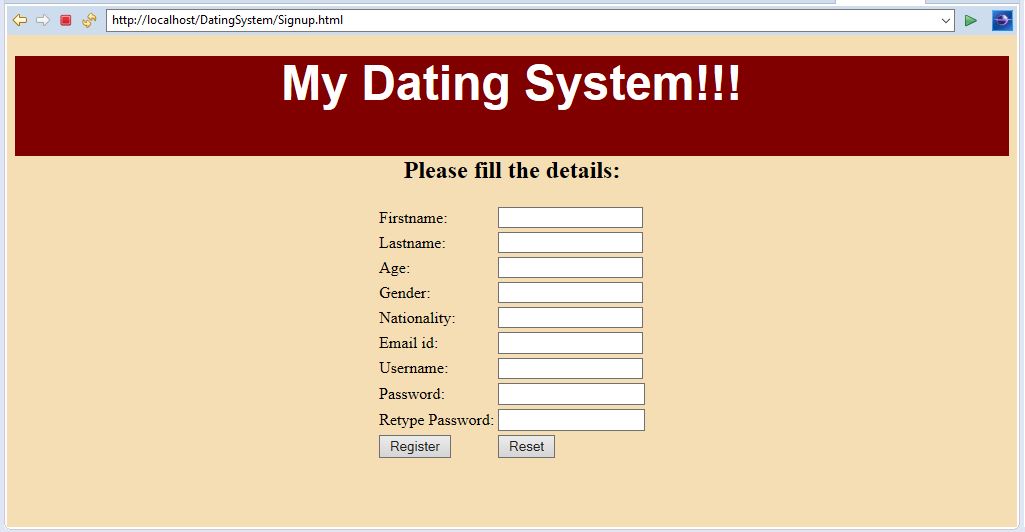 http://localhost/DatingSystem/Signup.html
My Dating System!!!
Please fill the details:
Firstname:
Lastname:
Age:
Gender:
Nationality:
Email id:
Username:
Password:
Retype Password:
Register Reset